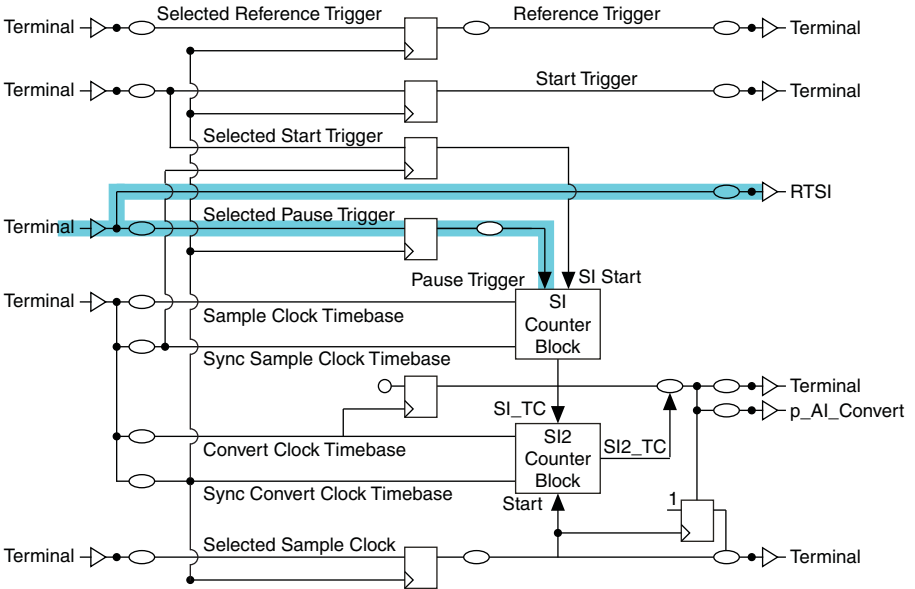 Terminal
Selected Reference Trigger
Reference Trigger
Terminal
Terminal
Start Trigger
Terminal
Selected Start Trigger
RTSI
Terminal
Selected Pause Trigger
Pause Trigger
SI Start
Terminal
Sample Clock Timebase
SI
Counter
Block
Sync Sample Clock Timebase
Terminal
SI_TC
p_AI_Convert
Convert Clock Timebase
SI2
Counter
Block
SI2_TC
Sync Convert Clock Timebase
Start
1
Terminal
Selected Sample Clock
Terminal